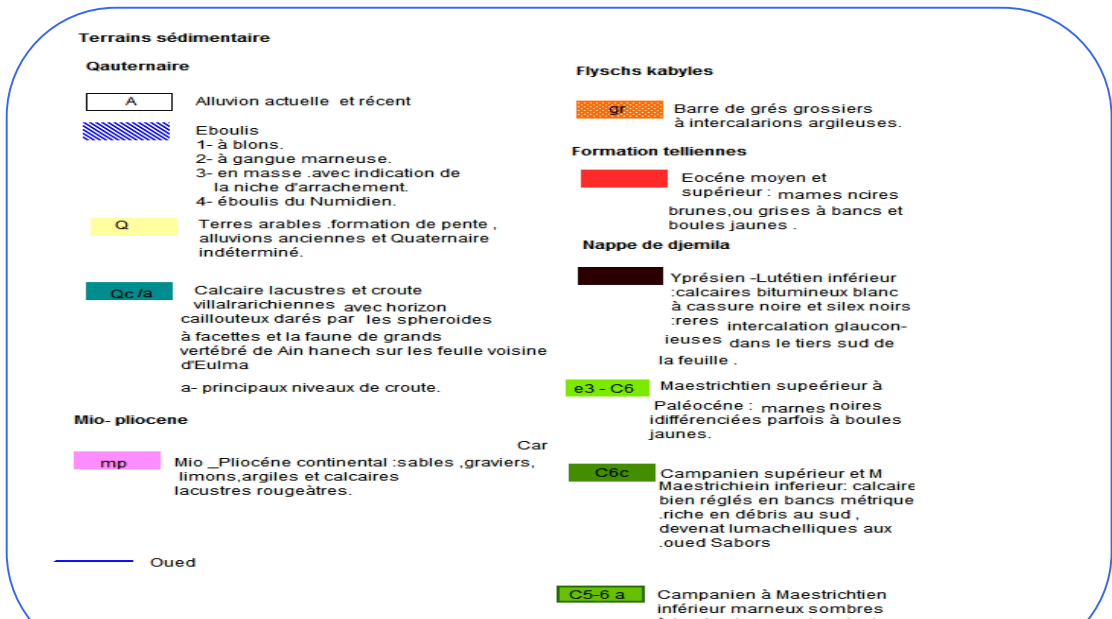 Terrains sédimentaire
Qauternaire
A Alluvion actuelle et récent
Eboulis
1- à blons.
2- à gangue marneuse.
3- en masse .avec indication de
la niche d'arrachement.
4- éboulis du Numidien.
Q Terres arables .formation de pente ,
alluvions anciennes et Quaternaire
indéterminé.
Qc /a Calcaire lacustres et croute
villalrarichiennes avec horizon
caillouteux darés par les spheroides
à facettes et la faune de grands
vertébré de Ain hanech sur les feulle voisine
d'Eulma
a- principaux niveaux de croute.
Mio- pliocene
Car
mp Mio _Pliocéne continental :sables ,graviers,
limons,argiles et calcaires
lacustres rougeàtres.
Oued
Flyschs kabyles
gr Barre de grés grossiers
à intercalarions argileuses.
Formation telliennes
Eocéne moyen et
supérieur : mames ncires
brunes,ou grises à bancs et
boules jaunes .
Nappe de djemila
Yprésien -Lutétien inférieur
:calcaires bitumineux blanc
à cassure noire et silex noirs
:reres intercalation glaucon-
ieuses dans le tiers sud de
la feuille .
e3 - C6 Maestrichtien supeérieur à
Paléocéne : marnes noires
idifférenciées parfois à boules
jaunes.
C6c Campanien supérieur et M
Maestrichiein inferieur: calcaire
bien réglés en bancs métrique
.riche en débris au sud ,
devenat lumachelliques aux
.oued Sabors
C5-6 a Campanien à Maestrichtien
inférieur marneux sombres